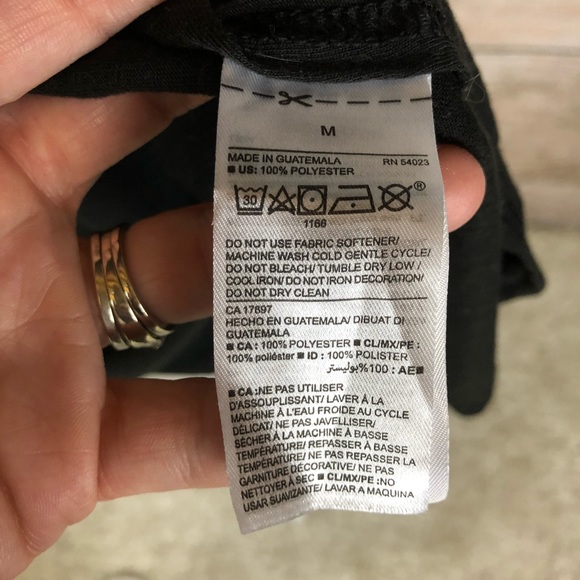 M
MADE IN GUATEMALA RN 54023
■ US: 100% POLYESTER
30 ®
1166
DO NOT USE FABRIC SOFTENER/
MACHINE WASH COLD GENTLE CYCLE/
DO NOT BLEACH/ TUMBLE DRY LOW /
COOL IRON/ DO NOT IRON DECORATION/
DO NOT DRY CLEAN
CA 17897
HECHO EN GUATEMALA/ DIBUAT DI
GUATEMALA
■ CA: 100% POLYESTER ■ CL/MX/PE:
100% poliéster ■ ID : 100% POLISTER
■AE : 100% بوليستر
■ CA :NE PAS UTILISER
D'ASSOUPLISSANT/ LAVER À LA
MACHINE À L'EAU FROIDE AU CYCLE
DÉLICAT/ NE PAS JAVELLISER/
SÉCHER À LA MACHINE À BASSE
TEMPÉRATURE/ REPASSER À BASSE
TEMPÉRATURE/ NE PAS REPASSER LA
GARNITURE DÉCORATIVE/ NE PAS
NETTOYER À SEC ■ CL/MX/PE :NO
USAR SUAVIZANTE/ LAVAR A MAQUINA